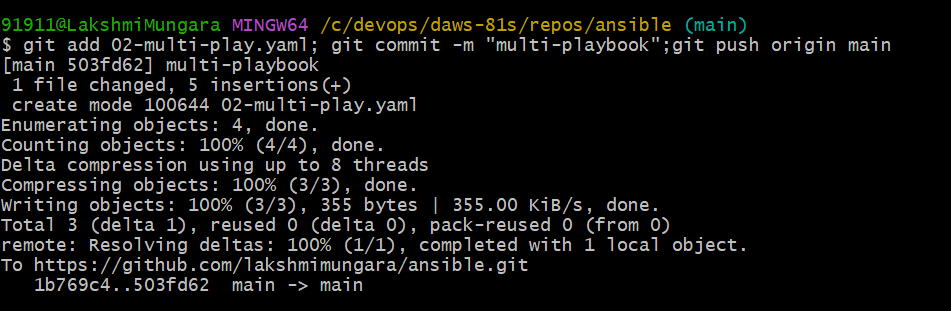 91911@LakshmiMungara MINGW64 /c/devops/daws-81s/repos/ansible (main)
$ git add 02-multi-play.yaml; git commit -m "multi-playbook";git push origin main
[main 503fd62] multi-playbook
 1 file changed, 5 insertions(+)
 create mode 100644 02-multi-play.yaml
Enumerating objects: 4, done.
Counting objects: 100% (4/4), done.
Delta compression using up to 8 threads
Compressing objects: 100% (3/3), done.
Writing objects: 100% (3/3), 355 bytes | 355.00 KiB/s, done.
Total 3 (delta 1), reused 0 (delta 0), pack-reused 0 (from 0)
remote: Resolving deltas: 100% (1/1), completed with 1 local object.
To https://github.com/lakshmimungara/ansible.git
   1b769c4..503fd62  main -> main